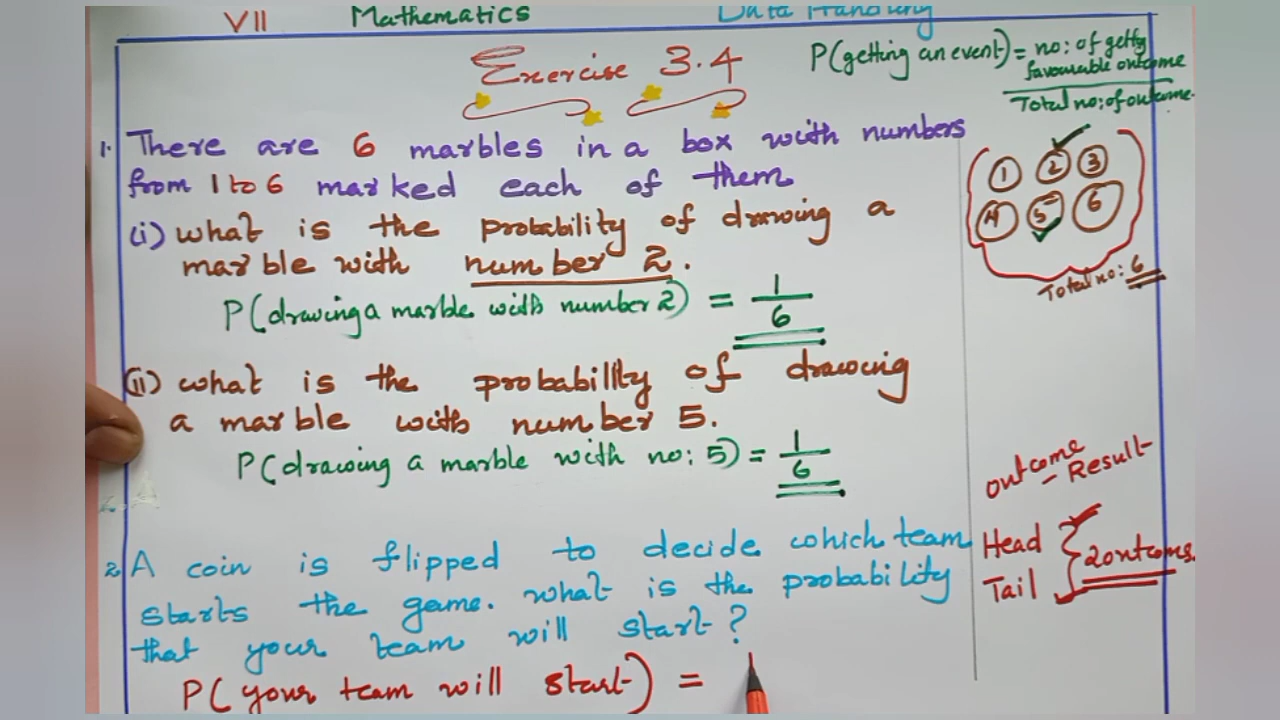 VII Mathematics Data Handling
Exercise 3.4
P(getting an event) = no: of gettg
favourable outcome
Total no; of outcome.
1. There are 6 marbles in a box with numbers
from 1 to 6 marked each of them
(i) what is the probability of drawing a
marble with number 2.
P(drawing a marble with number 2) = 1/6
(ii) what is the probability of drawing
a marble with number 5.
P(drawing a marble with no: 5) = 1/6
1 2 3
4 5 6
Total no: 6
outcome
- Result
2. A coin is flipped to decide which team
starts the game. what is the probability
that your team will start?
P(your team will start) =
Head
Tail
2 outcoms.